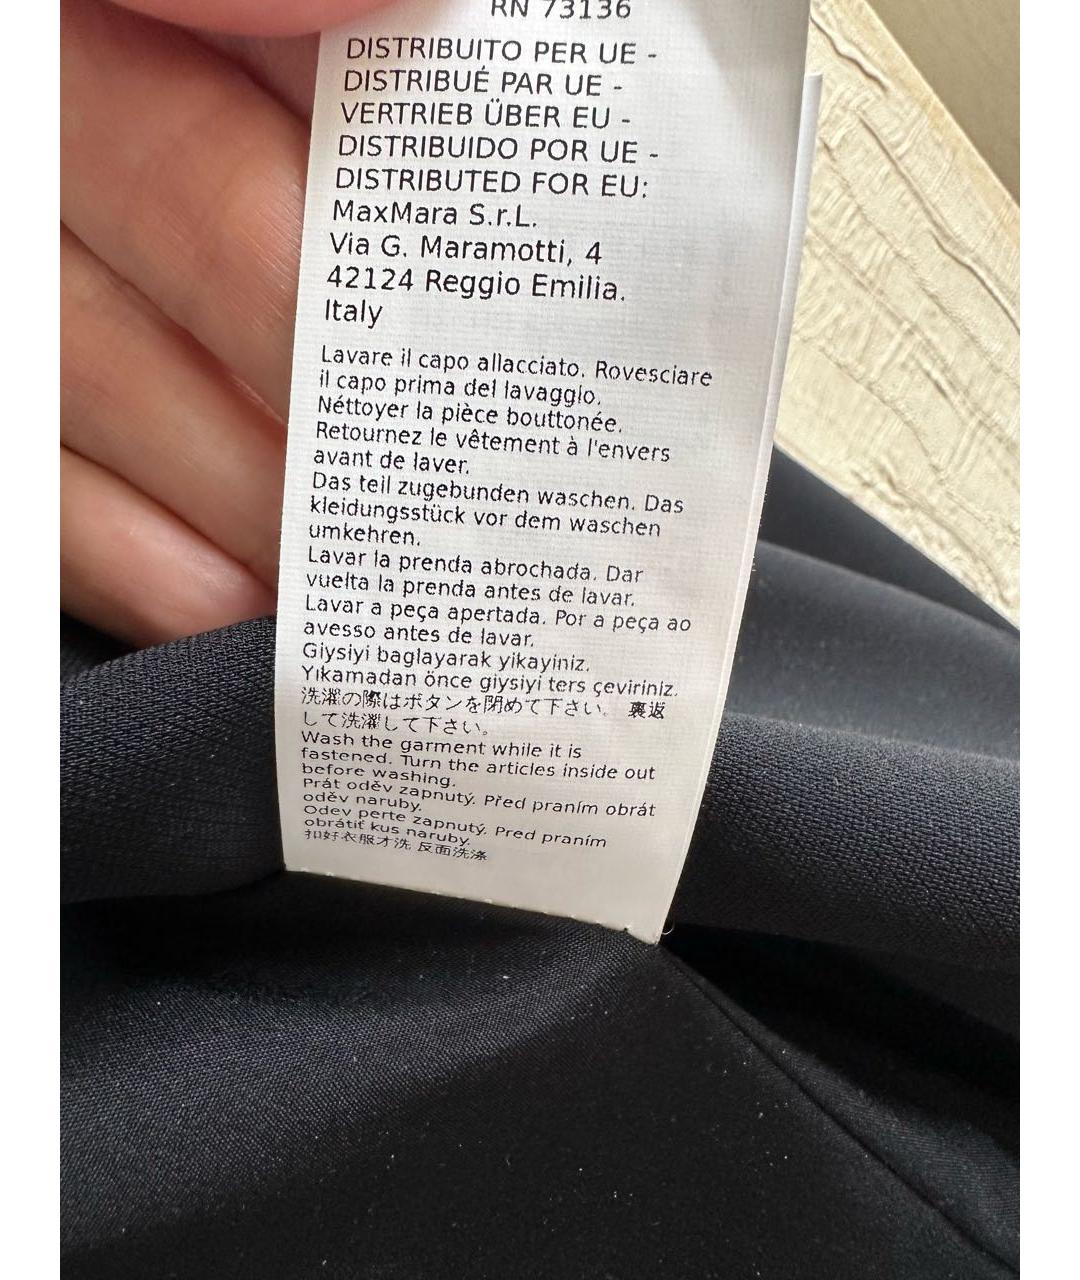 RN 73136
DISTRIBUITO PER UE -
DISTRIBUÉ PAR UE -
VERTRIEB ÜBER EU -
DISTRIBUIDO POR UE -
DISTRIBUTED FOR EU:
MaxMara S.r.L.
Via G. Maramotti, 4
42124 Reggio Emilia.
Italy
Lavare il capo allacciato. Rovesciare
il capo prima del lavaggio.
Néttoyer la pièce bouttonée.
Retournez le vêtement à l'envers
avant de laver.
Das teil zugebunden waschen. Das
kleidungsstück vor dem waschen
umkehren.
Lavar la prenda abrochada. Dar
vuelta la prenda antes de lavar.
Lavar a peça apertada. Por a peça ao
avesso antes de lavar.
Giysiyi baglayarak yikayiniz.
Yıkamadan önce giysiyi ters çeviriniz.
洗濯の際はボタンを閉めて下さい。 裏返
して洗濯して下さい。
Wash the garment while it is
fastened. Turn the articles inside out
before washing.
Prát oděv zapnutý. Před praním obrát
oděv naruby.
Odev perte zapnutý. Pred praním
obrátiť kus naruby.
扣好衣服才洗 反面洗涤